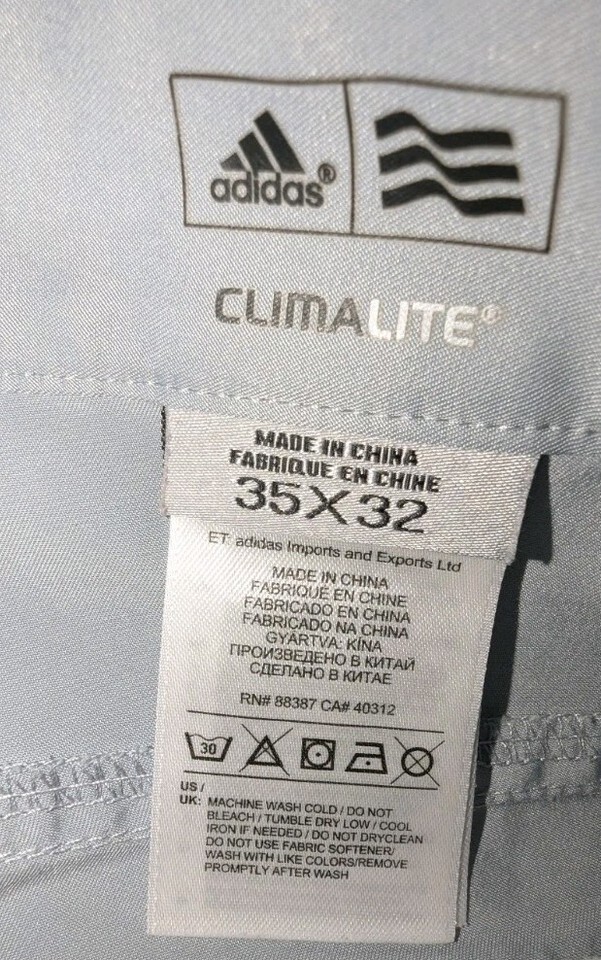 adidas®
CLIMALITE®
MADE IN CHINA
FABRIQUE EN CHINE
35X32
ET: adidas Imports and Exports Ltd
MADE IN CHINA
FABRIQUE EN CHINE
FABRICADO EN CHINA
FABRICADO NA CHINA
GYÁRTVA: KÍNA
ПРОИЗВЕДЕНО В КИТАЙ
СДЕЛАНО В КИТАЕ
RN# 88387 CA# 40312
30
US /
UK: MACHINE WASH COLD / DO NOT
BLEACH / TUMBLE DRY LOW / COOL
IRON IF NEEDED / DO NOT DRYCLEAN
DO NOT USE FABRIC SOFTENER/
WASH WITH LIKE COLORS/REMOVE
PROMPTLY AFTER WASH